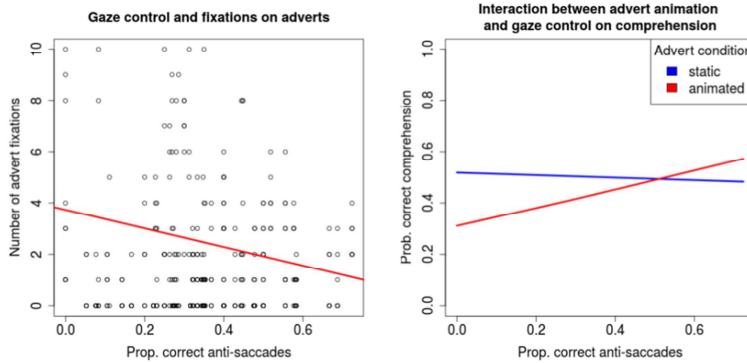 Gaze control and fixations on adverts
Number of advert fixations
10
8
6
4
2
0
0.0 0.2 0.4 0.6
Prop. correct anti-saccades
Interaction between advert animation
and gaze control on comprehension
Advert condition
static
animated
Prob. correct comprehension
1.0
0.8
0.6
0.4
0.2
0.0
0.0 0.2 0.4 0.6
Prop. correct anti-saccades